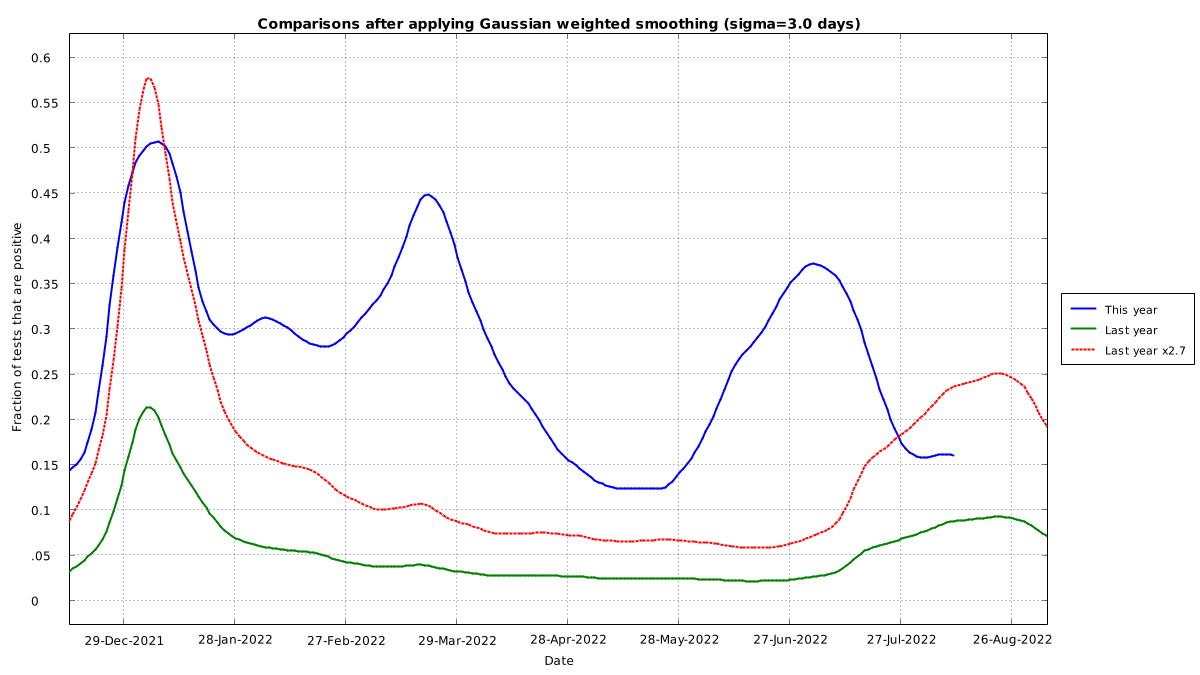 Comparisons after applying Gaussian weighted smoothing (sigma=3.0 days)
Fraction of tests that are positive
0.6
0.55
0.5
0.45
0.4
0.35
0.3
0.25
0.2
0.15
0.1
.05
0
29-Dec-2021 28-Jan-2022 27-Feb-2022 29-Mar-2022 28-Apr-2022 28-May-2022 27-Jun-2022 27-Jul-2022 26-Aug-2022
Date
This year
Last year
Last year x2.7